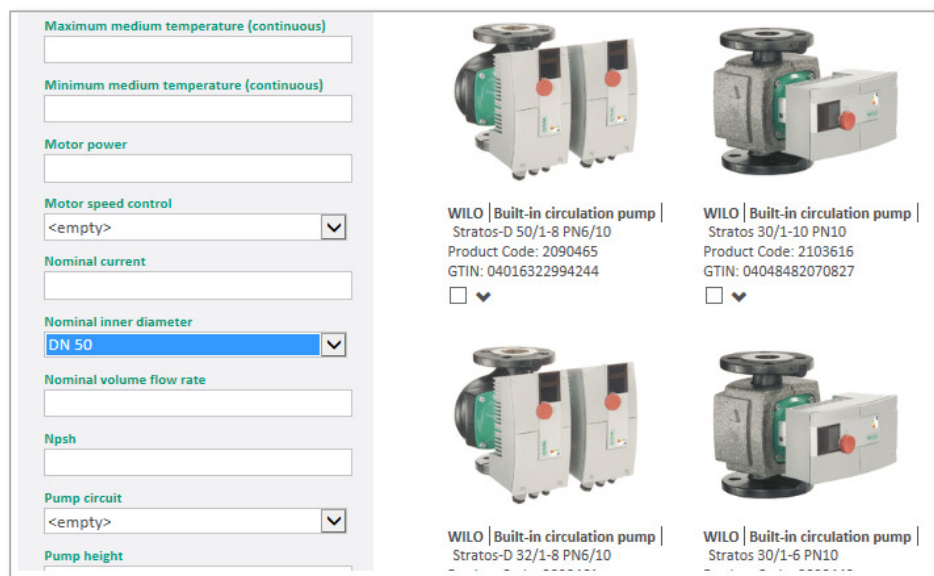 Maximum medium temperature (continuous)
Minimum medium temperature (continuous)
Motor power
Motor speed control
<empty>
Nominal current
Nominal inner diameter
DN 50
Nominal volume flow rate
Npsh
Pump circuit
<empty>
Pump height
WILO | Built-in circulation pump |
Stratos-D 50/1-8 PN6/10
Product Code: 2090465
GTIN: 04016322994244
WILO | Built-in circulation pump |
Stratos 30/1-10 PN10
Product Code: 2103616
GTIN: 04048482070827
WILO | Built-in circulation pump |
Stratos-D 32/1-8 PN6/10
WILO | Built-in circulation pump |
Stratos 30/1-6 PN10